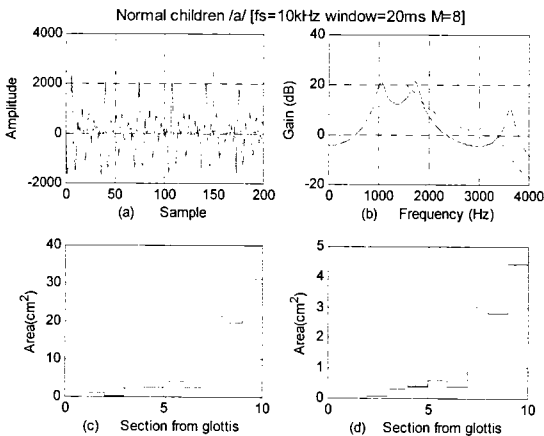 Normal children /a/ [fs=10kHz window=20ms M=8]
Amplitude
4000
2000
0
-2000
0 50 100 150 200
(a) Sample
Gain (dB)
40
20
0
-20
0 1000 2000 3000 4000
(b) Frequency (Hz)
Area(cm²)
40
30
20
10
0
0 5 10
(c) Section from glottis
Area(cm²)
5
4
3
2
1
0
0 5 10
(d) Section from glottis